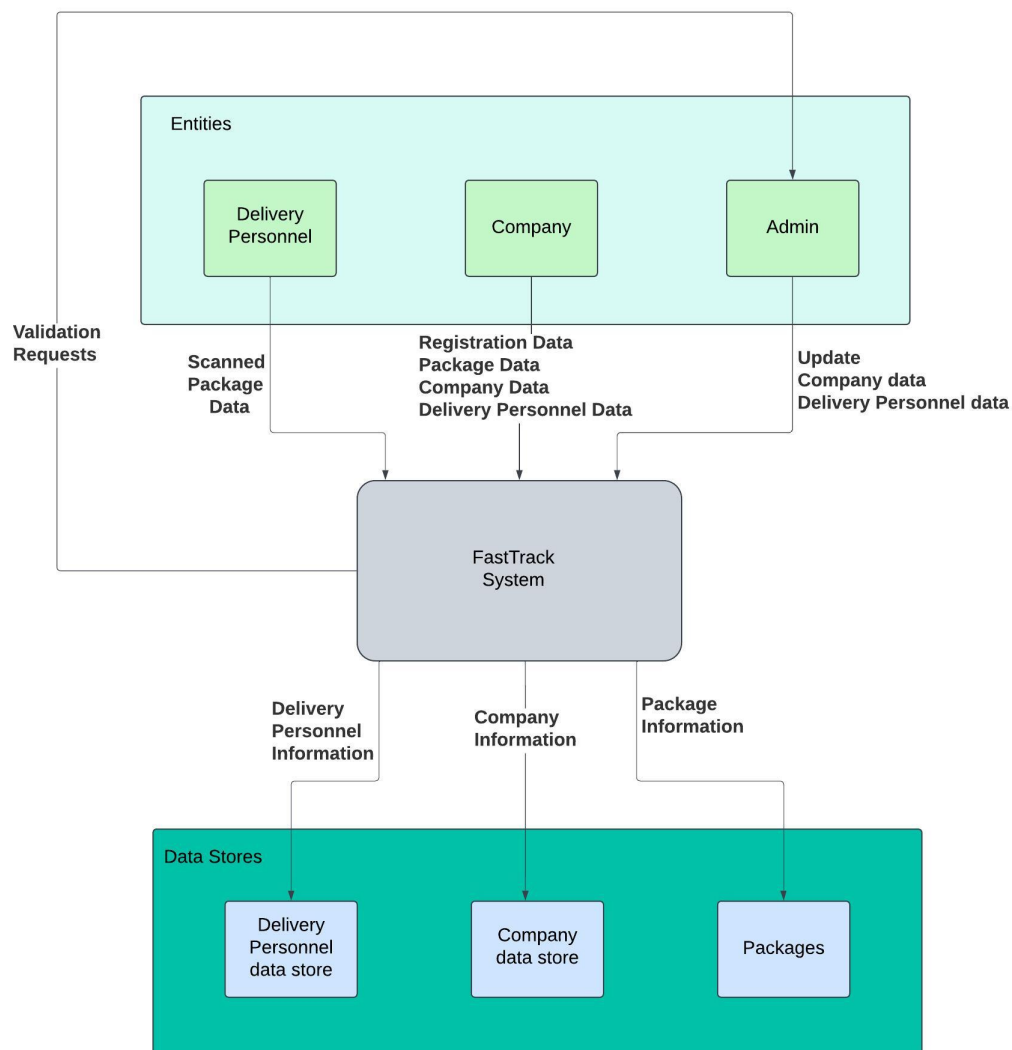 Entities
Delivery
Personnel
Company
Admin
Validation
Requests
Scanned
Package
Data
Registration Data
Package Data
Company Data
Delivery Personnel Data
Update
Company data
Delivery Personnel data
FastTrack
System
Delivery
Personnel
Information
Company
Information
Package
Information
Data Stores
Delivery
Personnel
data store
Company
data store
Packages